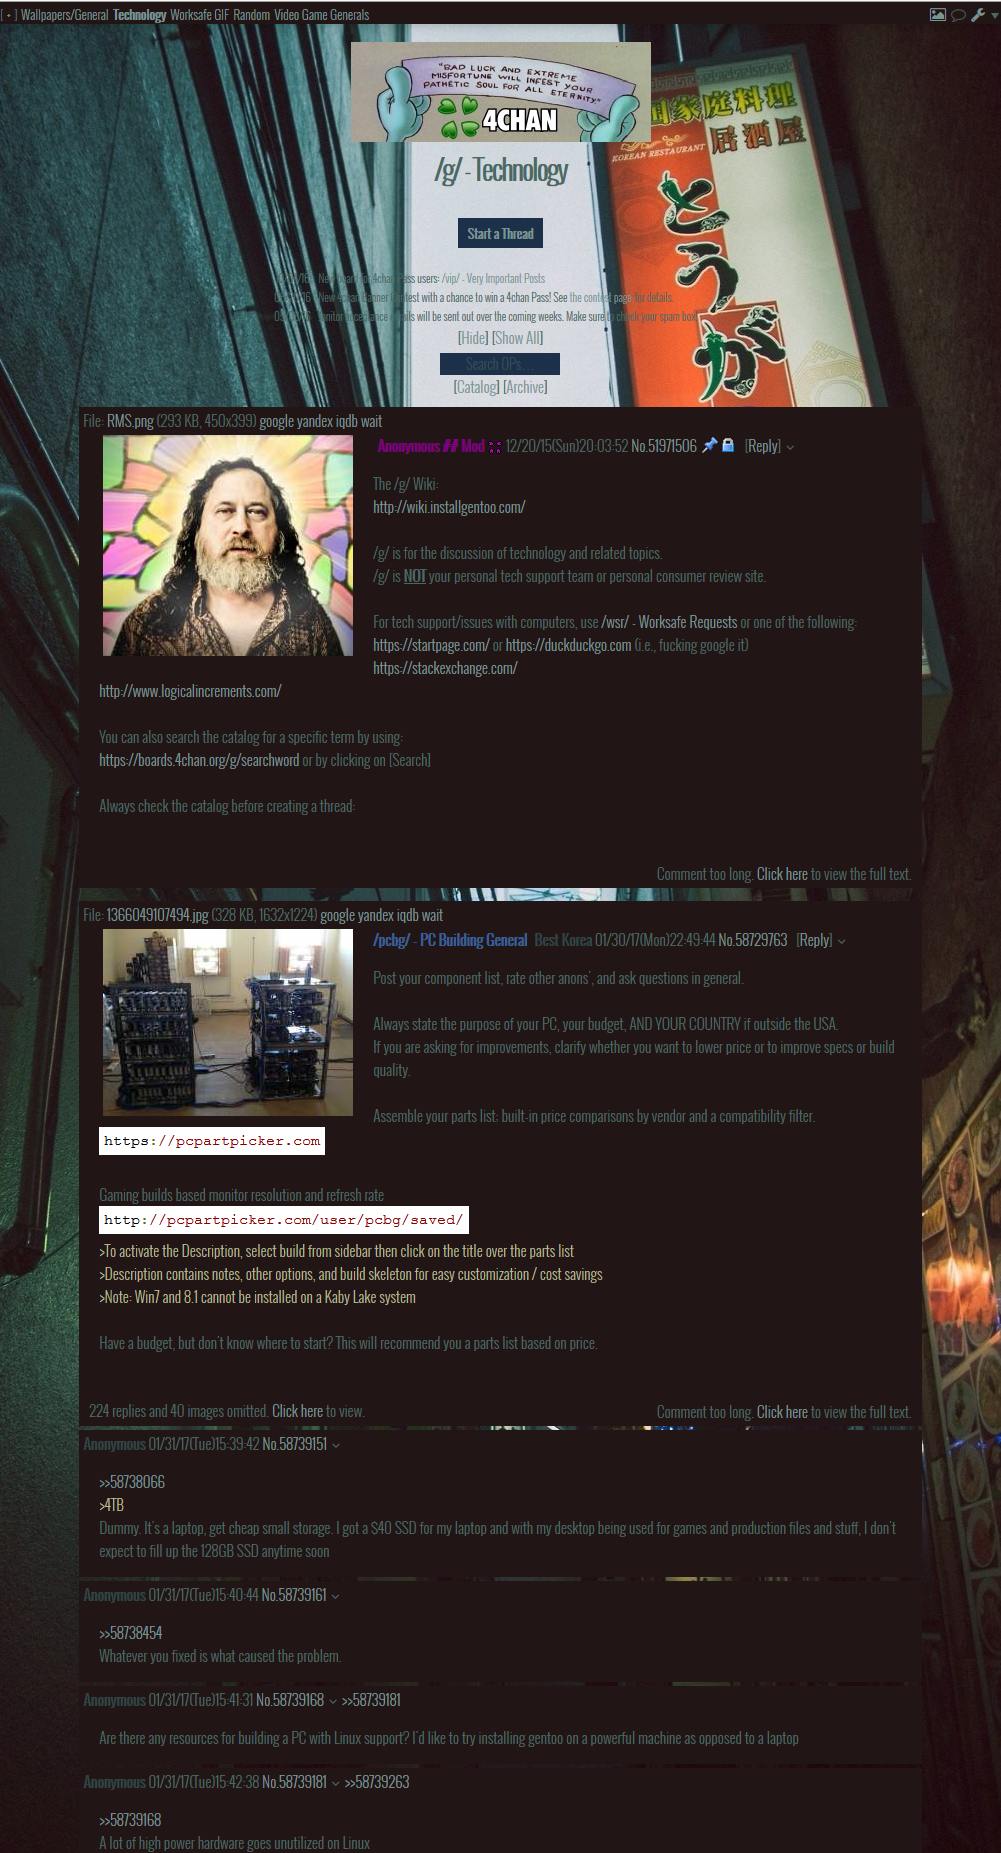 [ + ] Wallpapers/General Technology Worksafe GIF Random Video Game Generals
"BAD LUCK AND EXTREME
MISFORTUNE WILL INFEST YOUR
PATHETIC SOUL FOR ALL ETERNITY."
4CHAN
国家庭料理
居酒屋
KOREAN RESTAURANT
とうが
/g/ - Technology
Start a Thread
4chan Pass users: /vip/ - Very Important Posts
New 4chan Banner Contest with a chance to win a 4chan Pass! See the contest page for details.
Janitor acceptance emails will be sent out over the coming weeks. Make sure to check your spam box!
[Hide] [Show All]
Search OPs…
[Catalog] [Archive]
File: RMS.png (293 KB, 450x399) google yandex iqdb wait
Anonymous ## Mod 12/20/15(Sun)20:03:52 No.51971506 [Reply]
The /g/ Wiki:
http://wiki.installgentoo.com/
/g/ is for the discussion of technology and related topics.
/g/ is NOT your personal tech support team or personal consumer review site.
For tech support/issues with computers, use /wsr/ - Worksafe Requests or one of the following:
https://startpage.com/ or https://duckduckgo.com (i.e., fucking google it)
https://stackexchange.com/
http://www.logicalincrements.com/
You can also search the catalog for a specific term by using:
https://boards.4chan.org/g/searchword or by clicking on [Search]
Always check the catalog before creating a thread:
Comment too long. Click here to view the full text.
File: 1366049107494.jpg (328 KB, 1632x1224) google yandex iqdb wait
/pcbg/ - PC Building General Best Korea 01/30/17(Mon)22:49:44 No.58729763 [Reply]
Post your component list, rate other anons', and ask questions in general.
Always state the purpose of your PC, your budget, AND YOUR COUNTRY if outside the USA.
If you are asking for improvements, clarify whether you want to lower price or to improve specs or build
quality.
Assemble your parts list; built-in price comparisons by vendor and a compatibility filter.
https://pcpartpicker.com
Gaming builds based monitor resolution and refresh rate
http://pcpartpicker.com/user/pcbg/saved/
>To activate the Description, select build from sidebar then click on the title over the parts list
>Description contains notes, other options, and build skeleton for easy customization / cost savings
>Note: Win7 and 8.1 cannot be installed on a Kaby Lake system
Have a budget, but don't know where to start? This will recommend you a parts list based on price.
224 replies and 40 images omitted. Click here to view.
Comment too long. Click here to view the full text.
Anonymous 01/31/17(Tue)15:39:42 No.58739151
>>58738066
>4TB
Dummy. It's a laptop, get cheap small storage. I got a $40 SSD for my laptop and with my desktop being used for games and production files and stuff, I don't
expect to fill up the 128GB SSD anytime soon
Anonymous 01/31/17(Tue)15:40:44 No.58739161
>>58738454
Whatever you fixed is what caused the problem.
Anonymous 01/31/17(Tue)15:41:31 No.58739168 >>58739181
Are there any resources for building a PC with Linux support? I'd like to try installing gentoo on a powerful machine as opposed to a laptop
Anonymous 01/31/17(Tue)15:42:38 No.58739181 >>58739263
>>58739168
A lot of high power hardware goes unutilized on Linux